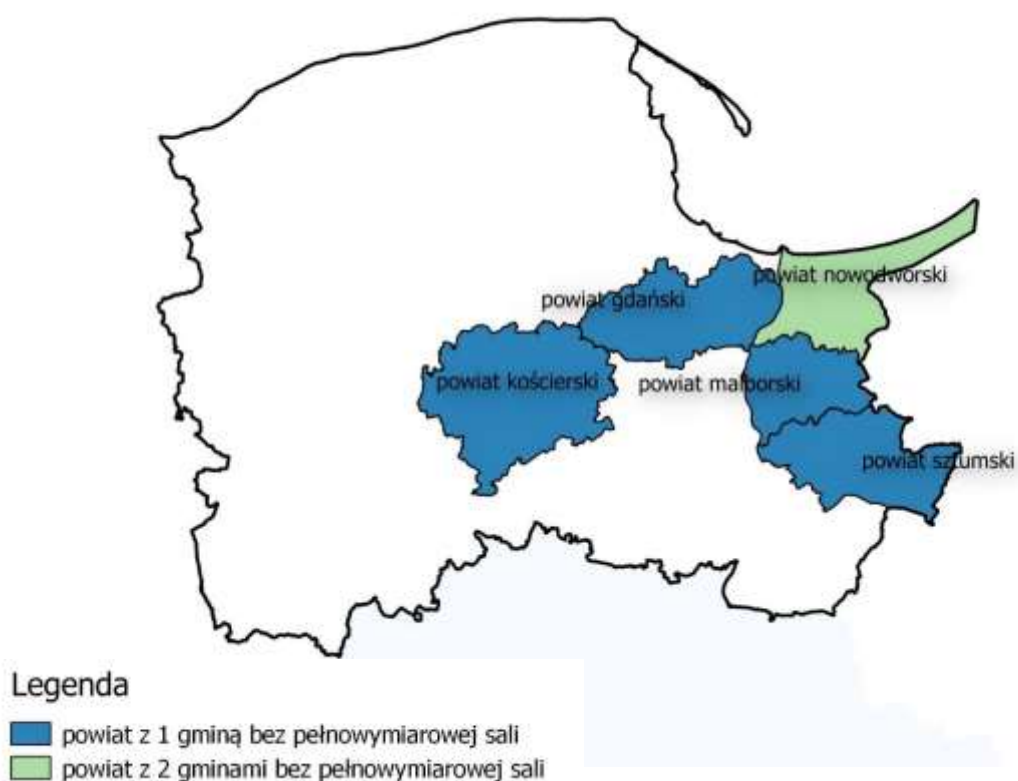 powiat nowodworski
powiat gdański
powiat kościerski
powiat malborski
powiat sztumski
Legenda
powiat z 1 gminą bez pełnowymiarowej sali
powiat z 2 gminami bez pełnowymiarowej sali